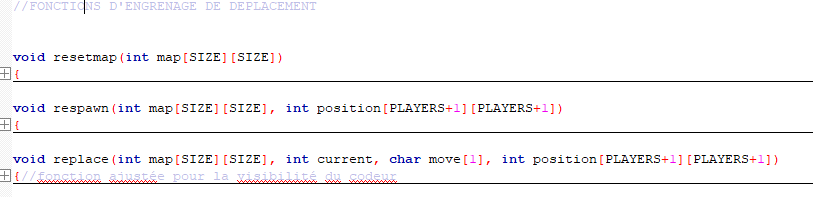 //FONCTIONS D'ENGRENAGE DE DEPLACEMENT
void resetmap(int map[SIZE][SIZE])
{
void respawn(int map[SIZE][SIZE], int position[PLAYERS+1][PLAYERS+1])
{
void replace(int map[SIZE][SIZE], int current, char move[1], int position[PLAYERS+1][PLAYERS+1])
{//fonction ajustée pour la visibilité du codeur